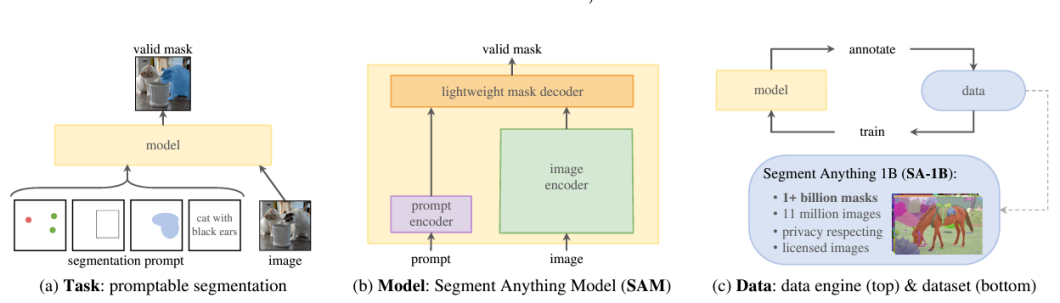 valid mask
model
cat with
black ears
segmentation prompt
image
(a) Task: promptable segmentation
valid mask
lightweight mask decoder
image
encoder
prompt
encoder
prompt
image
(b) Model: Segment Anything Model (SAM)
annotate
model
data
train
Segment Anything 1B (SA-1B):
• 1+ billion masks
• 11 million images
• privacy respecting
• licensed images
(c) Data: data engine (top) & dataset (bottom)